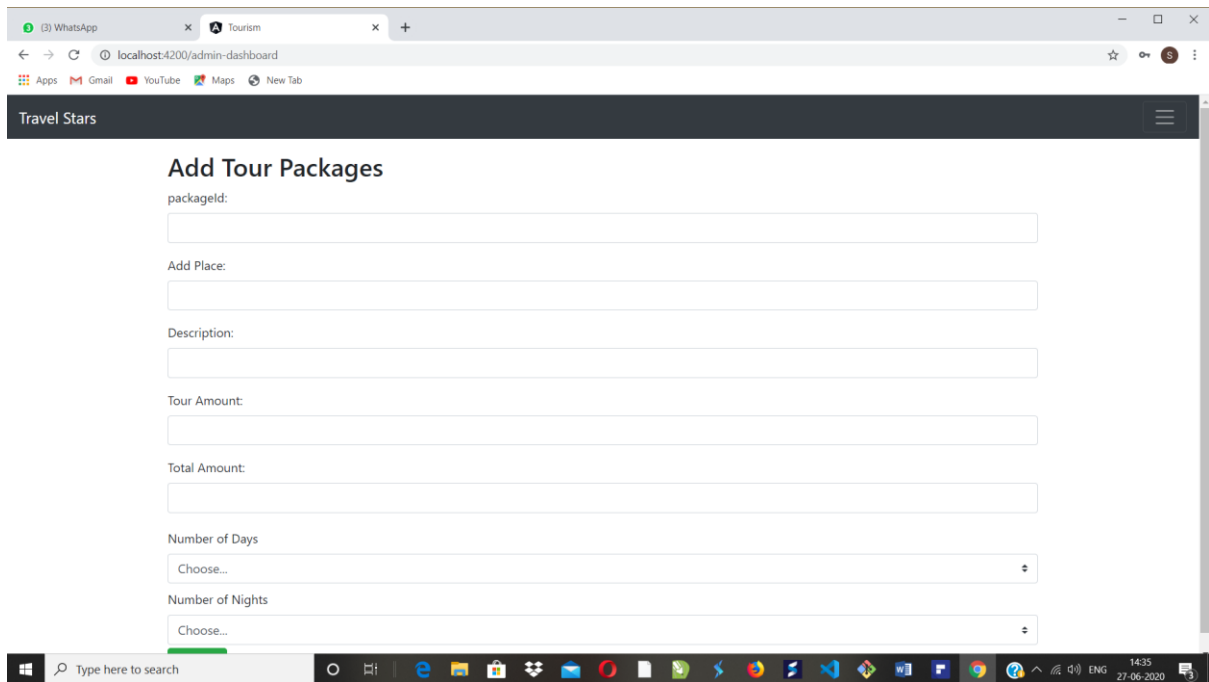 (3) WhatsApp
Tourism
localhost:4200/admin-dashboard
S
Apps Gmail YouTube Maps New Tab
Travel Stars
Add Tour Packages
packageId:
Add Place:
Description:
Tour Amount:
Total Amount:
Number of Days
Choose...
Number of Nights
Choose...
Type here to search
ENG
14:35
27-06-2020
3